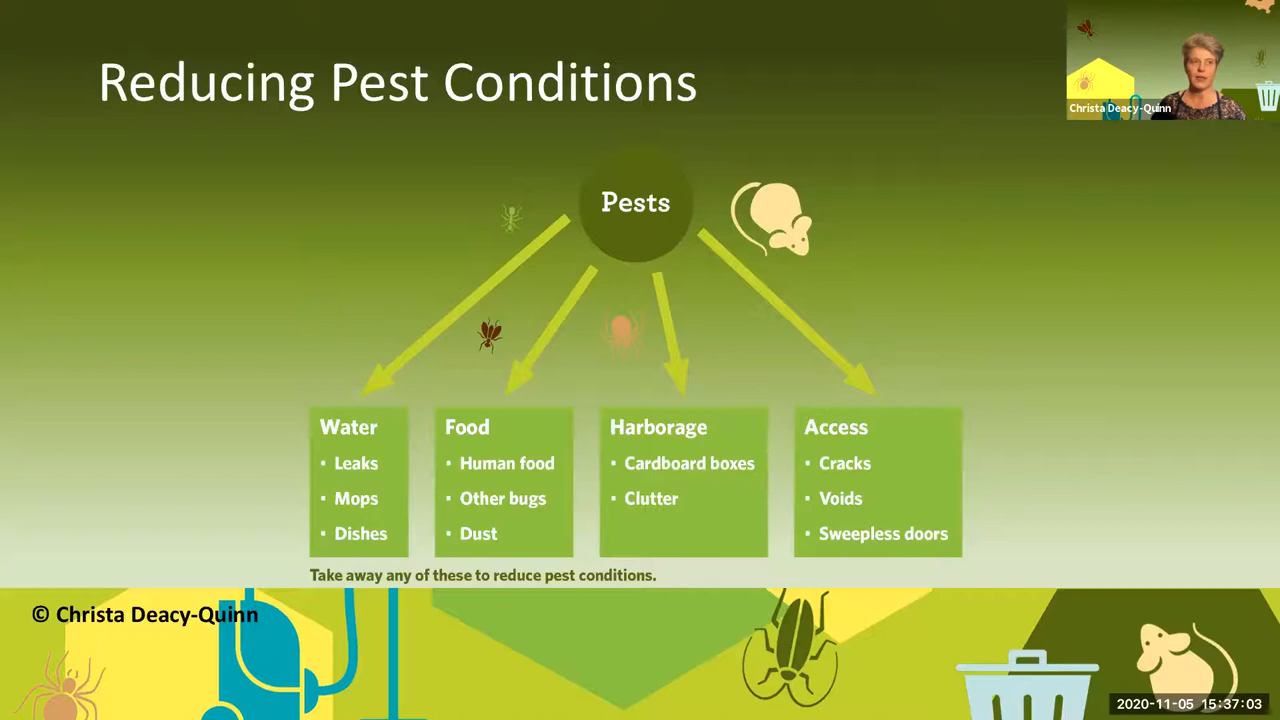 Reducing Pest Conditions
Christa Deacy-Quinn
Pests
Water
• Leaks
• Mops
• Dishes
Food
• Human food
• Other bugs
• Dust
Harborage
• Cardboard boxes
• Clutter
Access
• Cracks
• Voids
• Sweepless doors
Take away any of these to reduce pest conditions.
© Christa Deacy-Quinn
2020-11-05 15:37:03